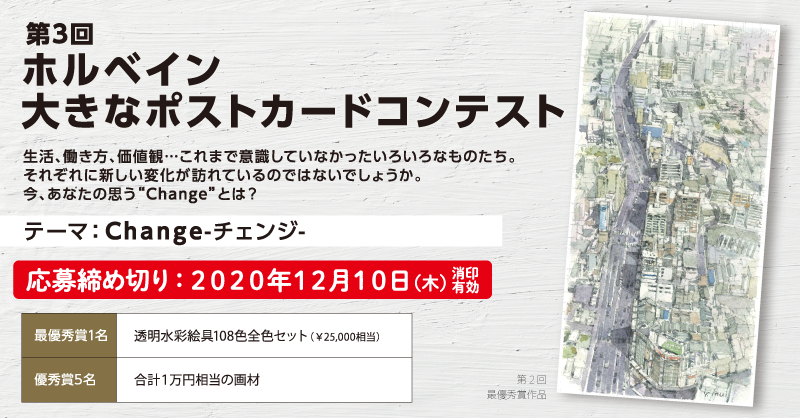 第3回
ホルベイン
大きなポストカードコンテスト
生活、働き方、価値観…これまで意識していなかったいろいろなものたち。
それぞれに新しい変化が訪れているのではないでしょうか。
今、あなたの思う“Change”とは？
テーマ：Change-チェンジ-
応募締め切り：2020年12月10日（木）消印有効
最優秀賞1名 透明水彩絵具108色全色セット（￥25,000相当）
優秀賞5名 合計1万円相当の画材
第2回
最優秀賞作品